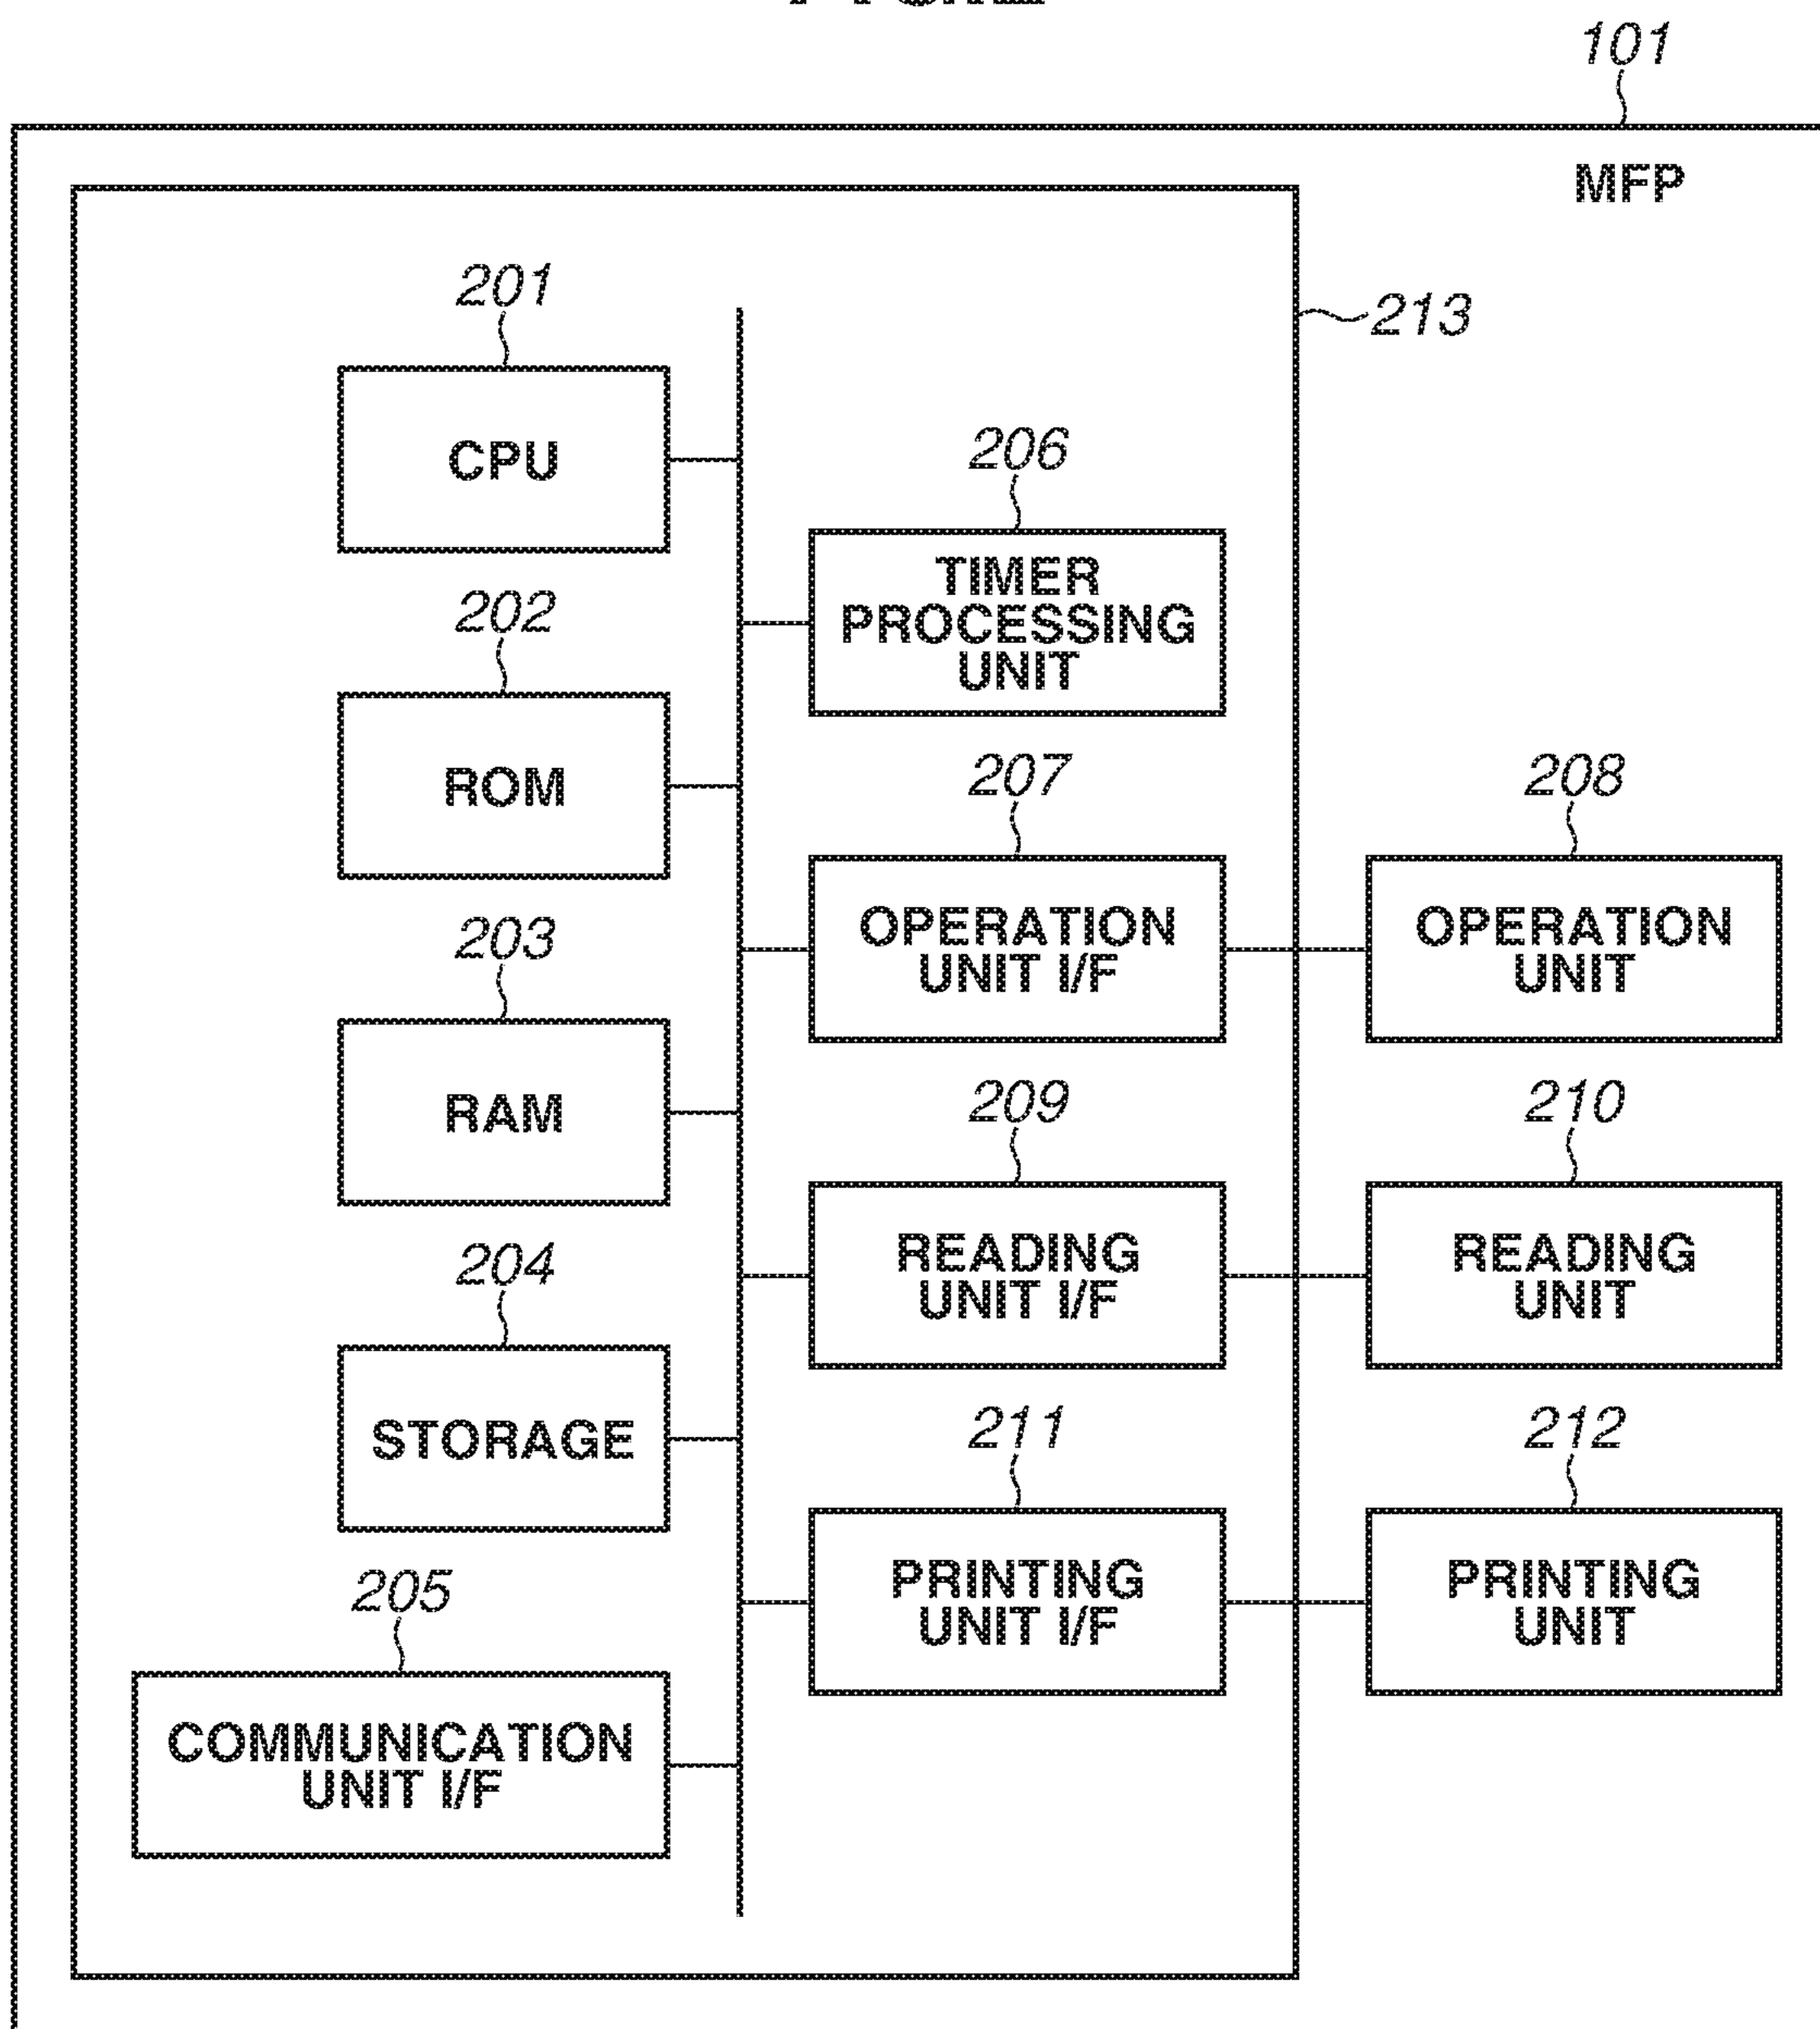 101
MFP
201
213
CPU
206
TIMER
PROCESSING
UNIT
202
ROM
207
208
OPERATION
UNIT I/F
OPERATION
UNIT
203
RAM
209
210
READING
UNIT I/F
READING
UNIT
204
STORAGE
211
212
PRINTING
UNIT I/F
PRINTING
UNIT
205
COMMUNICATION
UNIT I/F